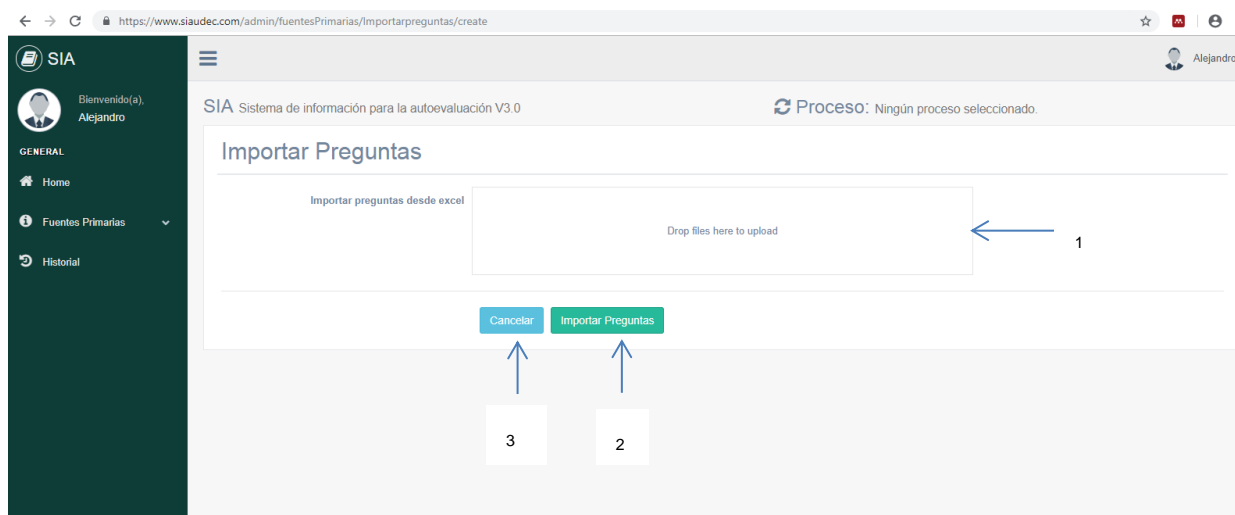 https://www.siaudec.com/admin/fuentesPrimarias/Importarpreguntas/create
SIA
Alejandro
Bienvenido(a),
Alejandro
SIA Sistema de información para la autoevaluación V3.0
Proceso: Ningún proceso seleccionado.
GENERAL
Home
Fuentes Primarias
Historial
Importar Preguntas
Importar preguntas desde excel
Drop files here to upload
1
Cancelar
Importar Preguntas
3
2